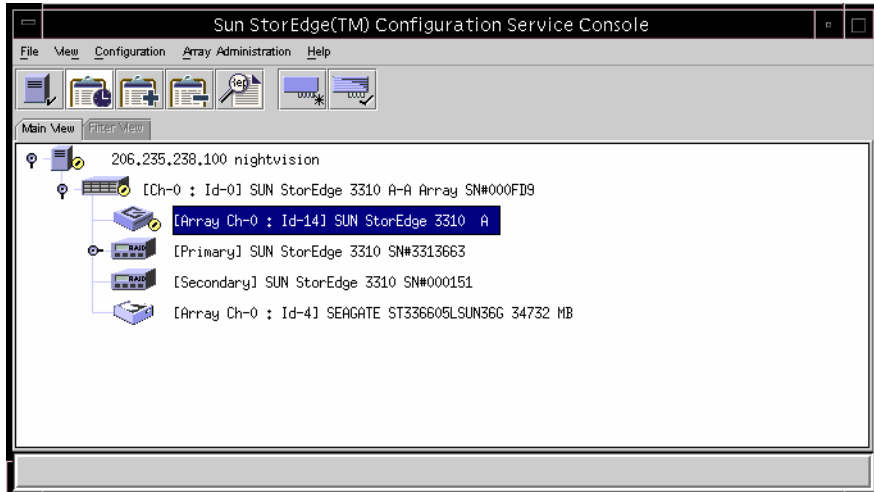 Sun StorEdge(TM) Configuration Service Console
File View Configuration Array Administration Help
Rep
Main View Filter View
206.235.238.100 nightvision
[Ch-0 : Id-0] SUN StorEdge 3310 A-A Array SN#000FD9
[Array Ch-0 : Id-14] SUN StorEdge 3310 A
RAID [Primary] SUN StorEdge 3310 SN#3313663
RAID [Secondary] SUN StorEdge 3310 SN#000151
[Array Ch-0 : Id-4] SEAGATE ST336605LSUN36G 34732 MB